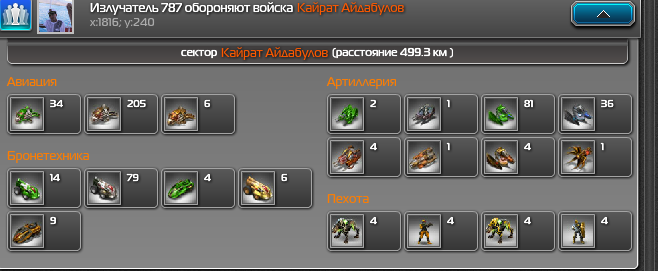 Излучатель 787 обороняют войска Кайрат Айдабулов
x:1816; y:240
сектор Кайрат Айдабулов (расстояние 499.3 км )
Авиация
34 205 6
Бронетехника
14 79 4 6
9
Артиллерия
2 1 81 36
4 1 4 1
Пехота
4 4 4 4